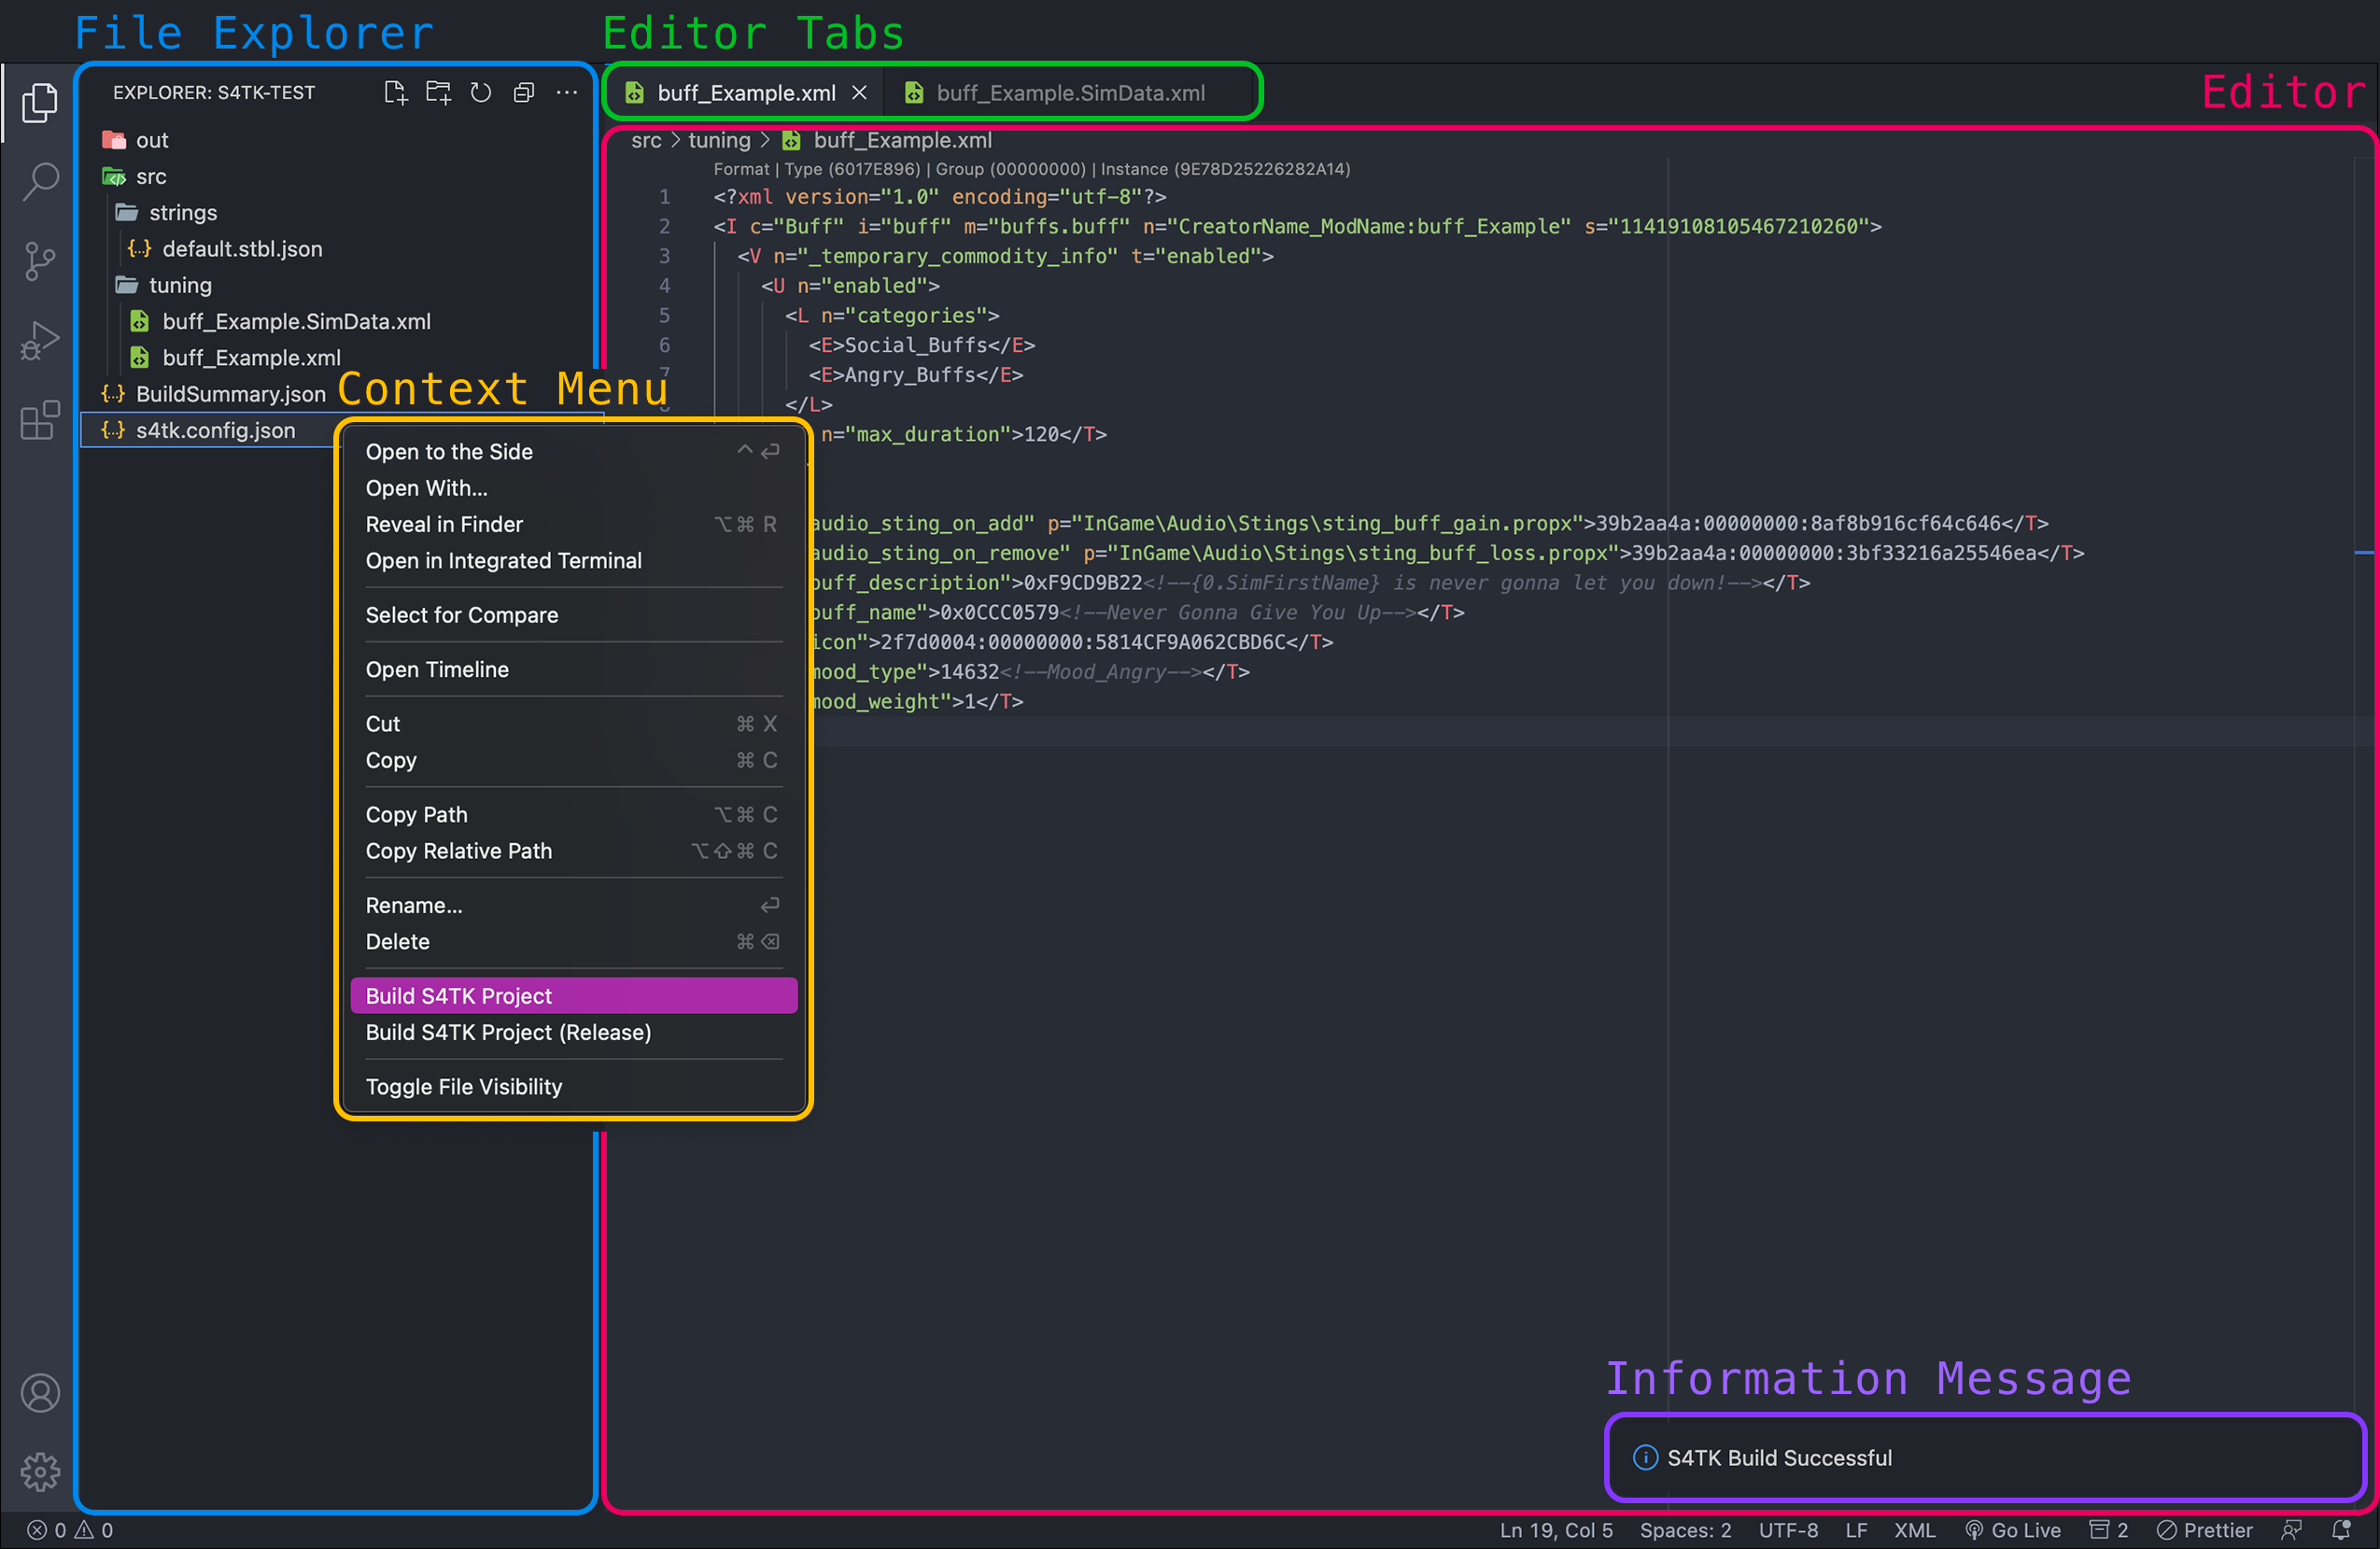 File Explorer
Editor Tabs
Editor
EXPLORER: S4TK-TEST
buff_Example.xml
buff_Example.SimData.xml
out
src
strings
default.stbl.json
tuning
buff_Example.SimData.xml
buff_Example.xml
BuildSummary.json
s4tk.config.json
Context Menu
Open to the Side ^ ⏎
Open With...
Reveal in Finder ⌥⌘ R
Open in Integrated Terminal
Select for Compare
Open Timeline
Cut ⌘ X
Copy ⌘ C
Copy Path ⌥⌘ C
Copy Relative Path ⌥⇧⌘ C
Rename... ⏎
Delete ⌘ ⌫
Build S4TK Project
Build S4TK Project (Release)
Toggle File Visibility
src > tuning > buff_Example.xml
Format | Type (6017E896) | Group (00000000) | Instance (9E78D25226282A14)
1 <?xml version="1.0" encoding="utf-8"?>
2 <I c="Buff" i="buff" m="buffs.buff" n="CreatorName_ModName:buff_Example" s="11419108105467210260">
3 <V n="_temporary_commodity_info" t="enabled">
4 <U n="enabled">
5 <L n="categories">
6 <E>Social_Buffs</E>
7 <E>Angry_Buffs</E>
</L>
n="max_duration">120</T>
audio_sting_on_add" p="InGame\Audio\Stings\sting_buff_gain.propx">39b2aa4a:00000000:8af8b916cf64c646</T>
audio_sting_on_remove" p="InGame\Audio\Stings\sting_buff_loss.propx">39b2aa4a:00000000:3bf33216a25546ea</T>
buff_description">0xF9CD9B22<!--{0.SimFirstName} is never gonna let you down!--></T>
buff_name">0x0CCC0579<!--Never Gonna Give You Up--></T>
icon">2f7d0004:00000000:5814CF9A062CBD6C</T>
mood_type">14632<!--Mood_Angry--></T>
mood_weight">1</T>
Information Message
S4TK Build Successful
0 0
Ln 19, Col 5 Spaces: 2 UTF-8 LF XML Go Live 2 Prettier